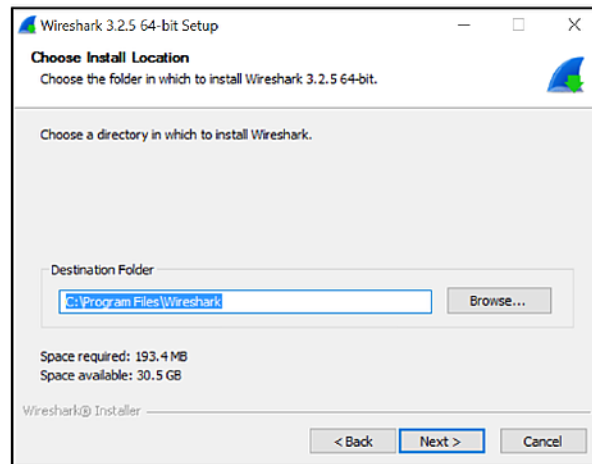 Wireshark 3.2.5 64-bit Setup
Choose Install Location
Choose the folder in which to install Wireshark 3.2.5 64-bit.
Choose a directory in which to install Wireshark.
Destination Folder
C:\Program Files\Wireshark
Browse...
Space required: 193.4 MB
Space available: 30.5 GB
Wireshark® Installer
< Back
Next >
Cancel